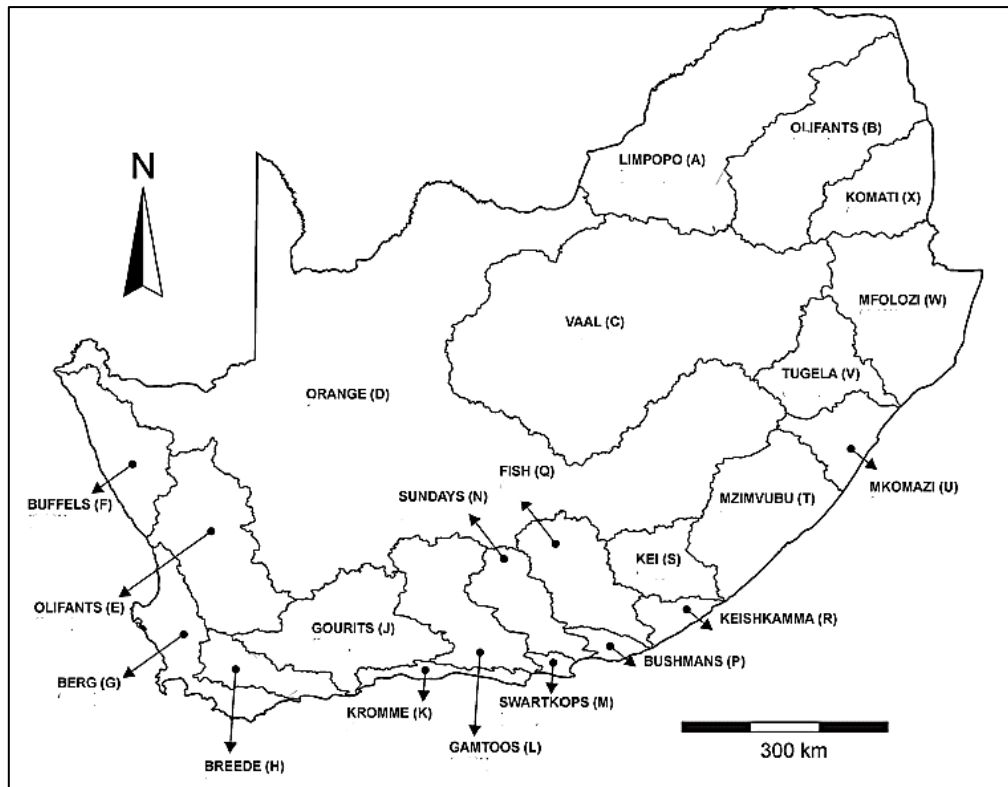 OLIFANTS (B)
LIMPOPO (A)
N
KOMATI (X)
MFOLOZI (W)
VAAL (C)
TUGELA (V)
ORANGE (D)
FISH (Q)
SUNDAYS (N)
MKOMAZI (U)
MZIMVUBU (T)
BUFFELS (F)
KEI (S)
OLIFANTS (E)
KEISHKAMMA (R)
GOURITS (J)
BUSHMANS (P)
BERG (G)
SWARTKOPS (M)
KROMME (K)
GAMTOOS (L)
BREEDE (H)
300 km